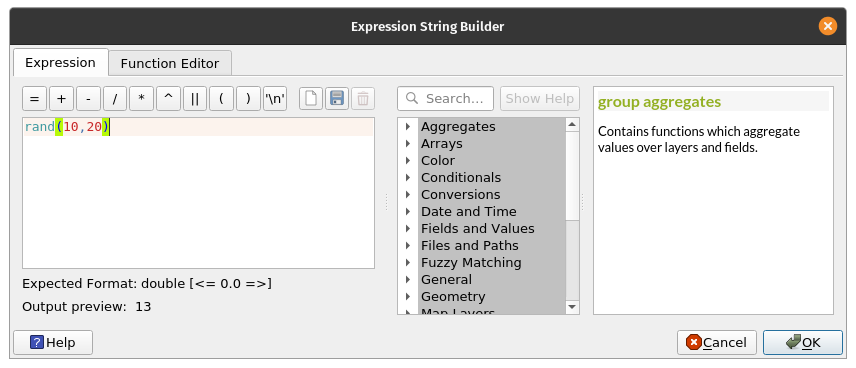 Expression String Builder
Expression
Function Editor
= + - / * ^ || ( ) '\n'
Search...
Show Help
rand(10,20)
Aggregates
Arrays
Color
Conditionals
Conversions
Date and Time
Fields and Values
Files and Paths
Fuzzy Matching
General
Geometry
Map Layers
group aggregates
Contains functions which aggregate
values over layers and fields.
Expected Format: double [<= 0.0 =>]
Output preview: 13
? Help
Cancel
OK